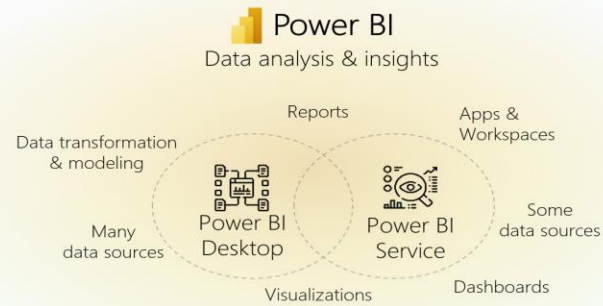 Power BI
Data analysis & insights
Reports
Apps &
Workspaces
Data transformation
& modeling
Power BI
Desktop
Power BI
Service
Many
data sources
Some
data sources
Visualizations
Dashboards